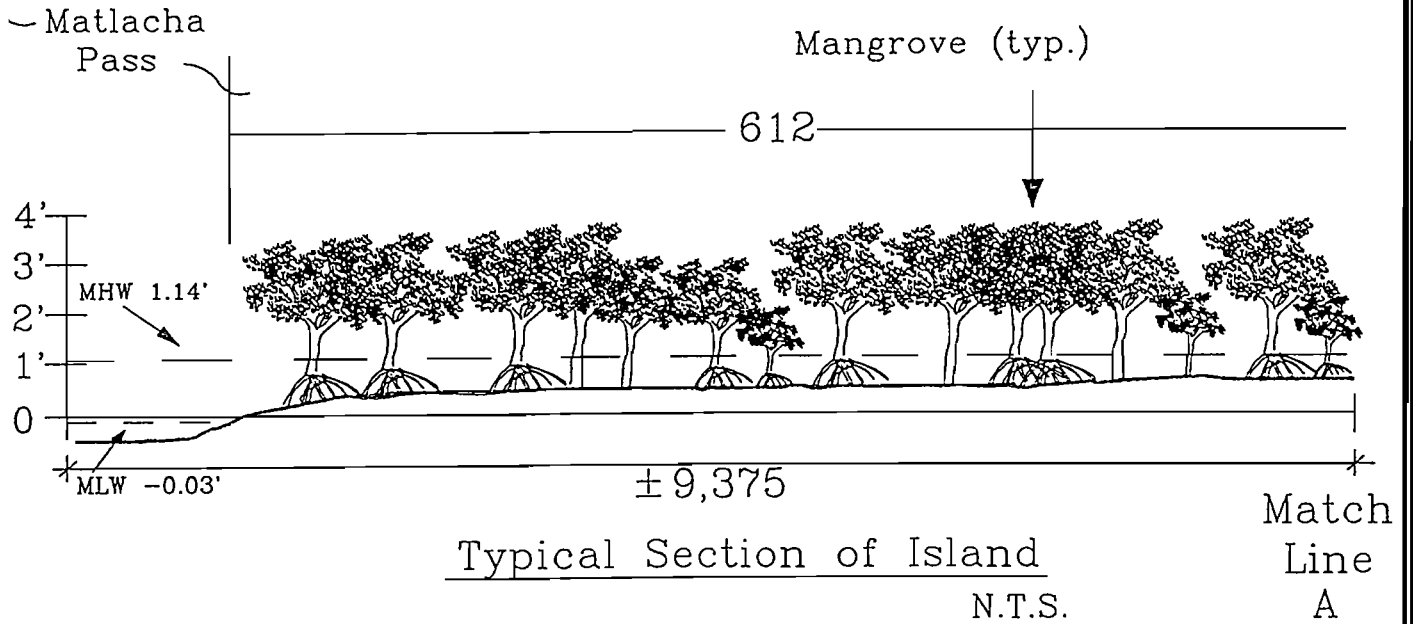 Matlacha
Pass
Mangrove (typ.)
612
4'
3'
MHW 1.14'
2'
1'
0
MLW -0.03'
±9,375
Typical Section of Island
N.T.S.
Match
Line
A